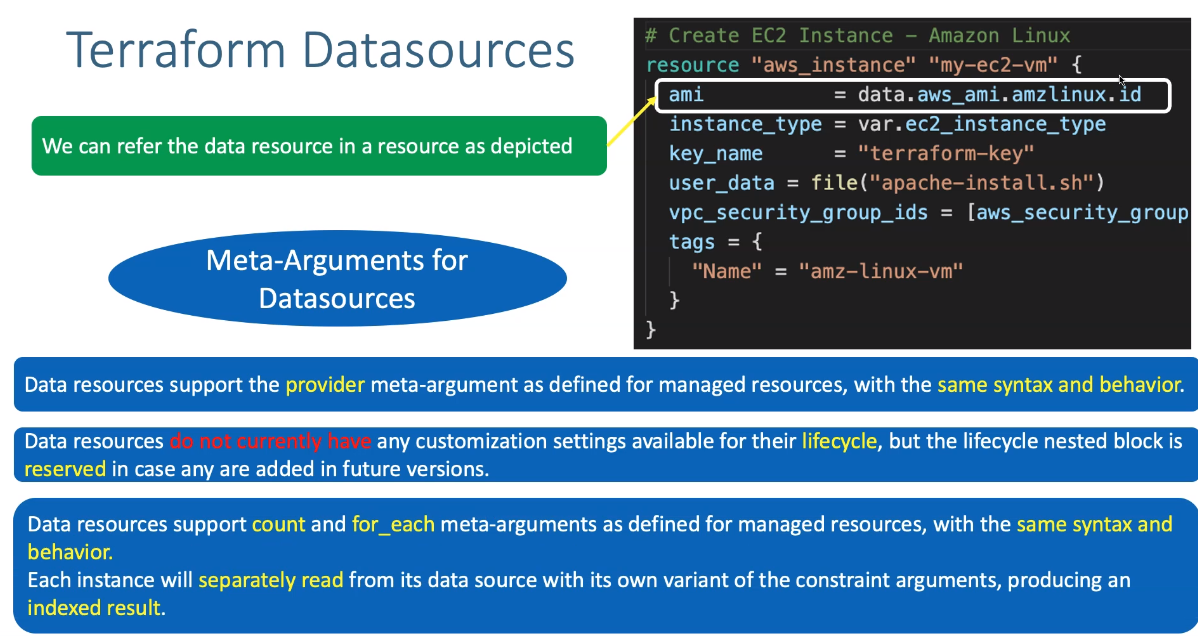 Terraform Datasources
We can refer the data resource in a resource as depicted
# Create EC2 Instance - Amazon Linux
resource "aws_instance" "my-ec2-vm" {
ami = data.aws_ami.amzlinux.id
instance_type = var.ec2_instance_type
key_name = "terraform-key"
user_data = file("apache-install.sh")
vpc_security_group_ids = [aws_security_group
tags = {
"Name" = "amz-linux-vm"
}
}
Meta-Arguments for
Datasources
Data resources support the provider meta-argument as defined for managed resources, with the same syntax and behavior.
Data resources do not currently have any customization settings available for their lifecycle, but the lifecycle nested block is
reserved in case any are added in future versions.
Data resources support count and for_each meta-arguments as defined for managed resources, with the same syntax and
behavior.
Each instance will separately read from its data source with its own variant of the constraint arguments, producing an
indexed result.